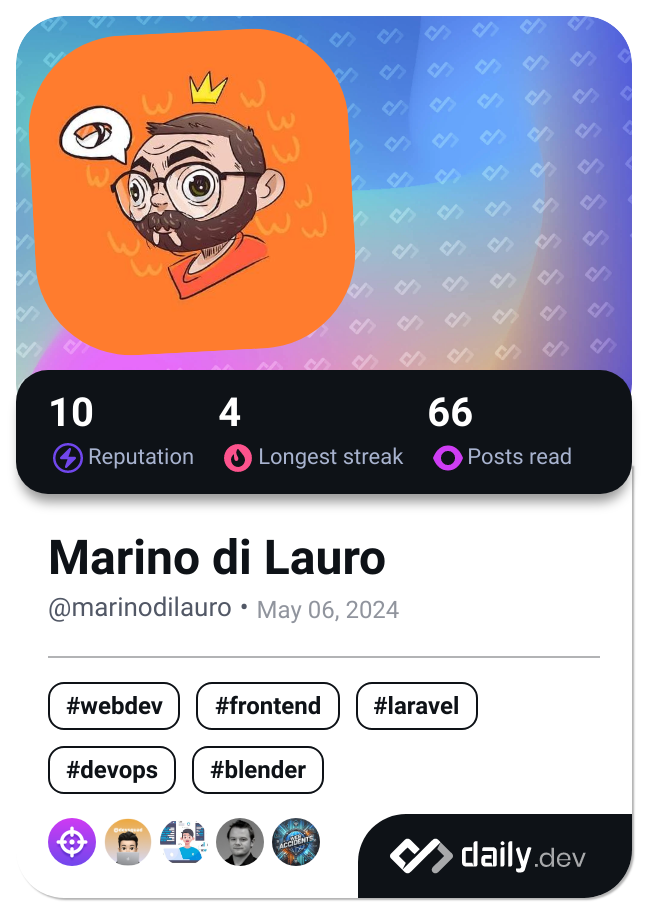 10 4 66
Reputation Longest streak Posts read
Marino di Lauro
@marinodilauro • May 06, 2024
#webdev #frontend #laravel
#devops #blender
daily.dev